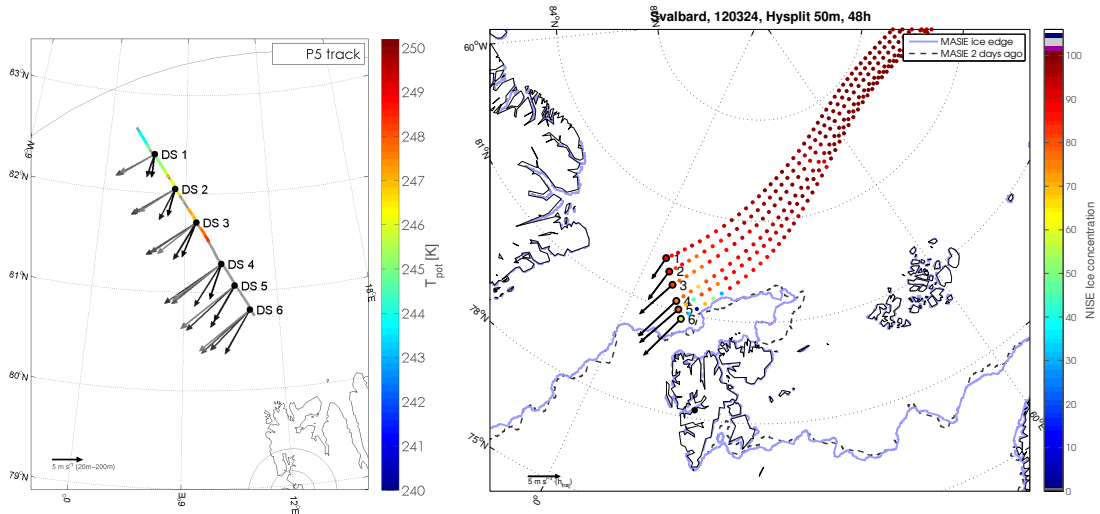 P5 track
83°N
82°N
81°N
80°N
79°N
9°W
0°
9°E
12°E
18°E
DS 1
DS 2
DS 3
DS 4
DS 5
DS 6
5 m s⁻¹ (20m−200m)
250
249
248
247
246
245
244
243
242
241
240
T_pot [K]
Svalbard, 120324, Hysplit 50m, 48h
84°N
60°W
81°N
78°N
75°N
0°
60°E
MASIE ice edge
MASIE 2 days ago
1
2
3
4
5
6
5 m s⁻¹ (h_traj)
100
90
80
70
60
50
40
30
20
10
0
NISE Ice concentration